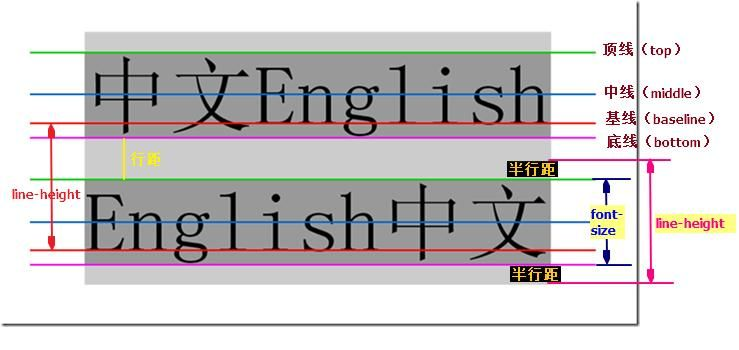 顶线（top）
中文English
中线（middle）
基线（baseline）
底线（bottom）
行距
半行距
line-height
English中文
font-
size
line-height
半行距